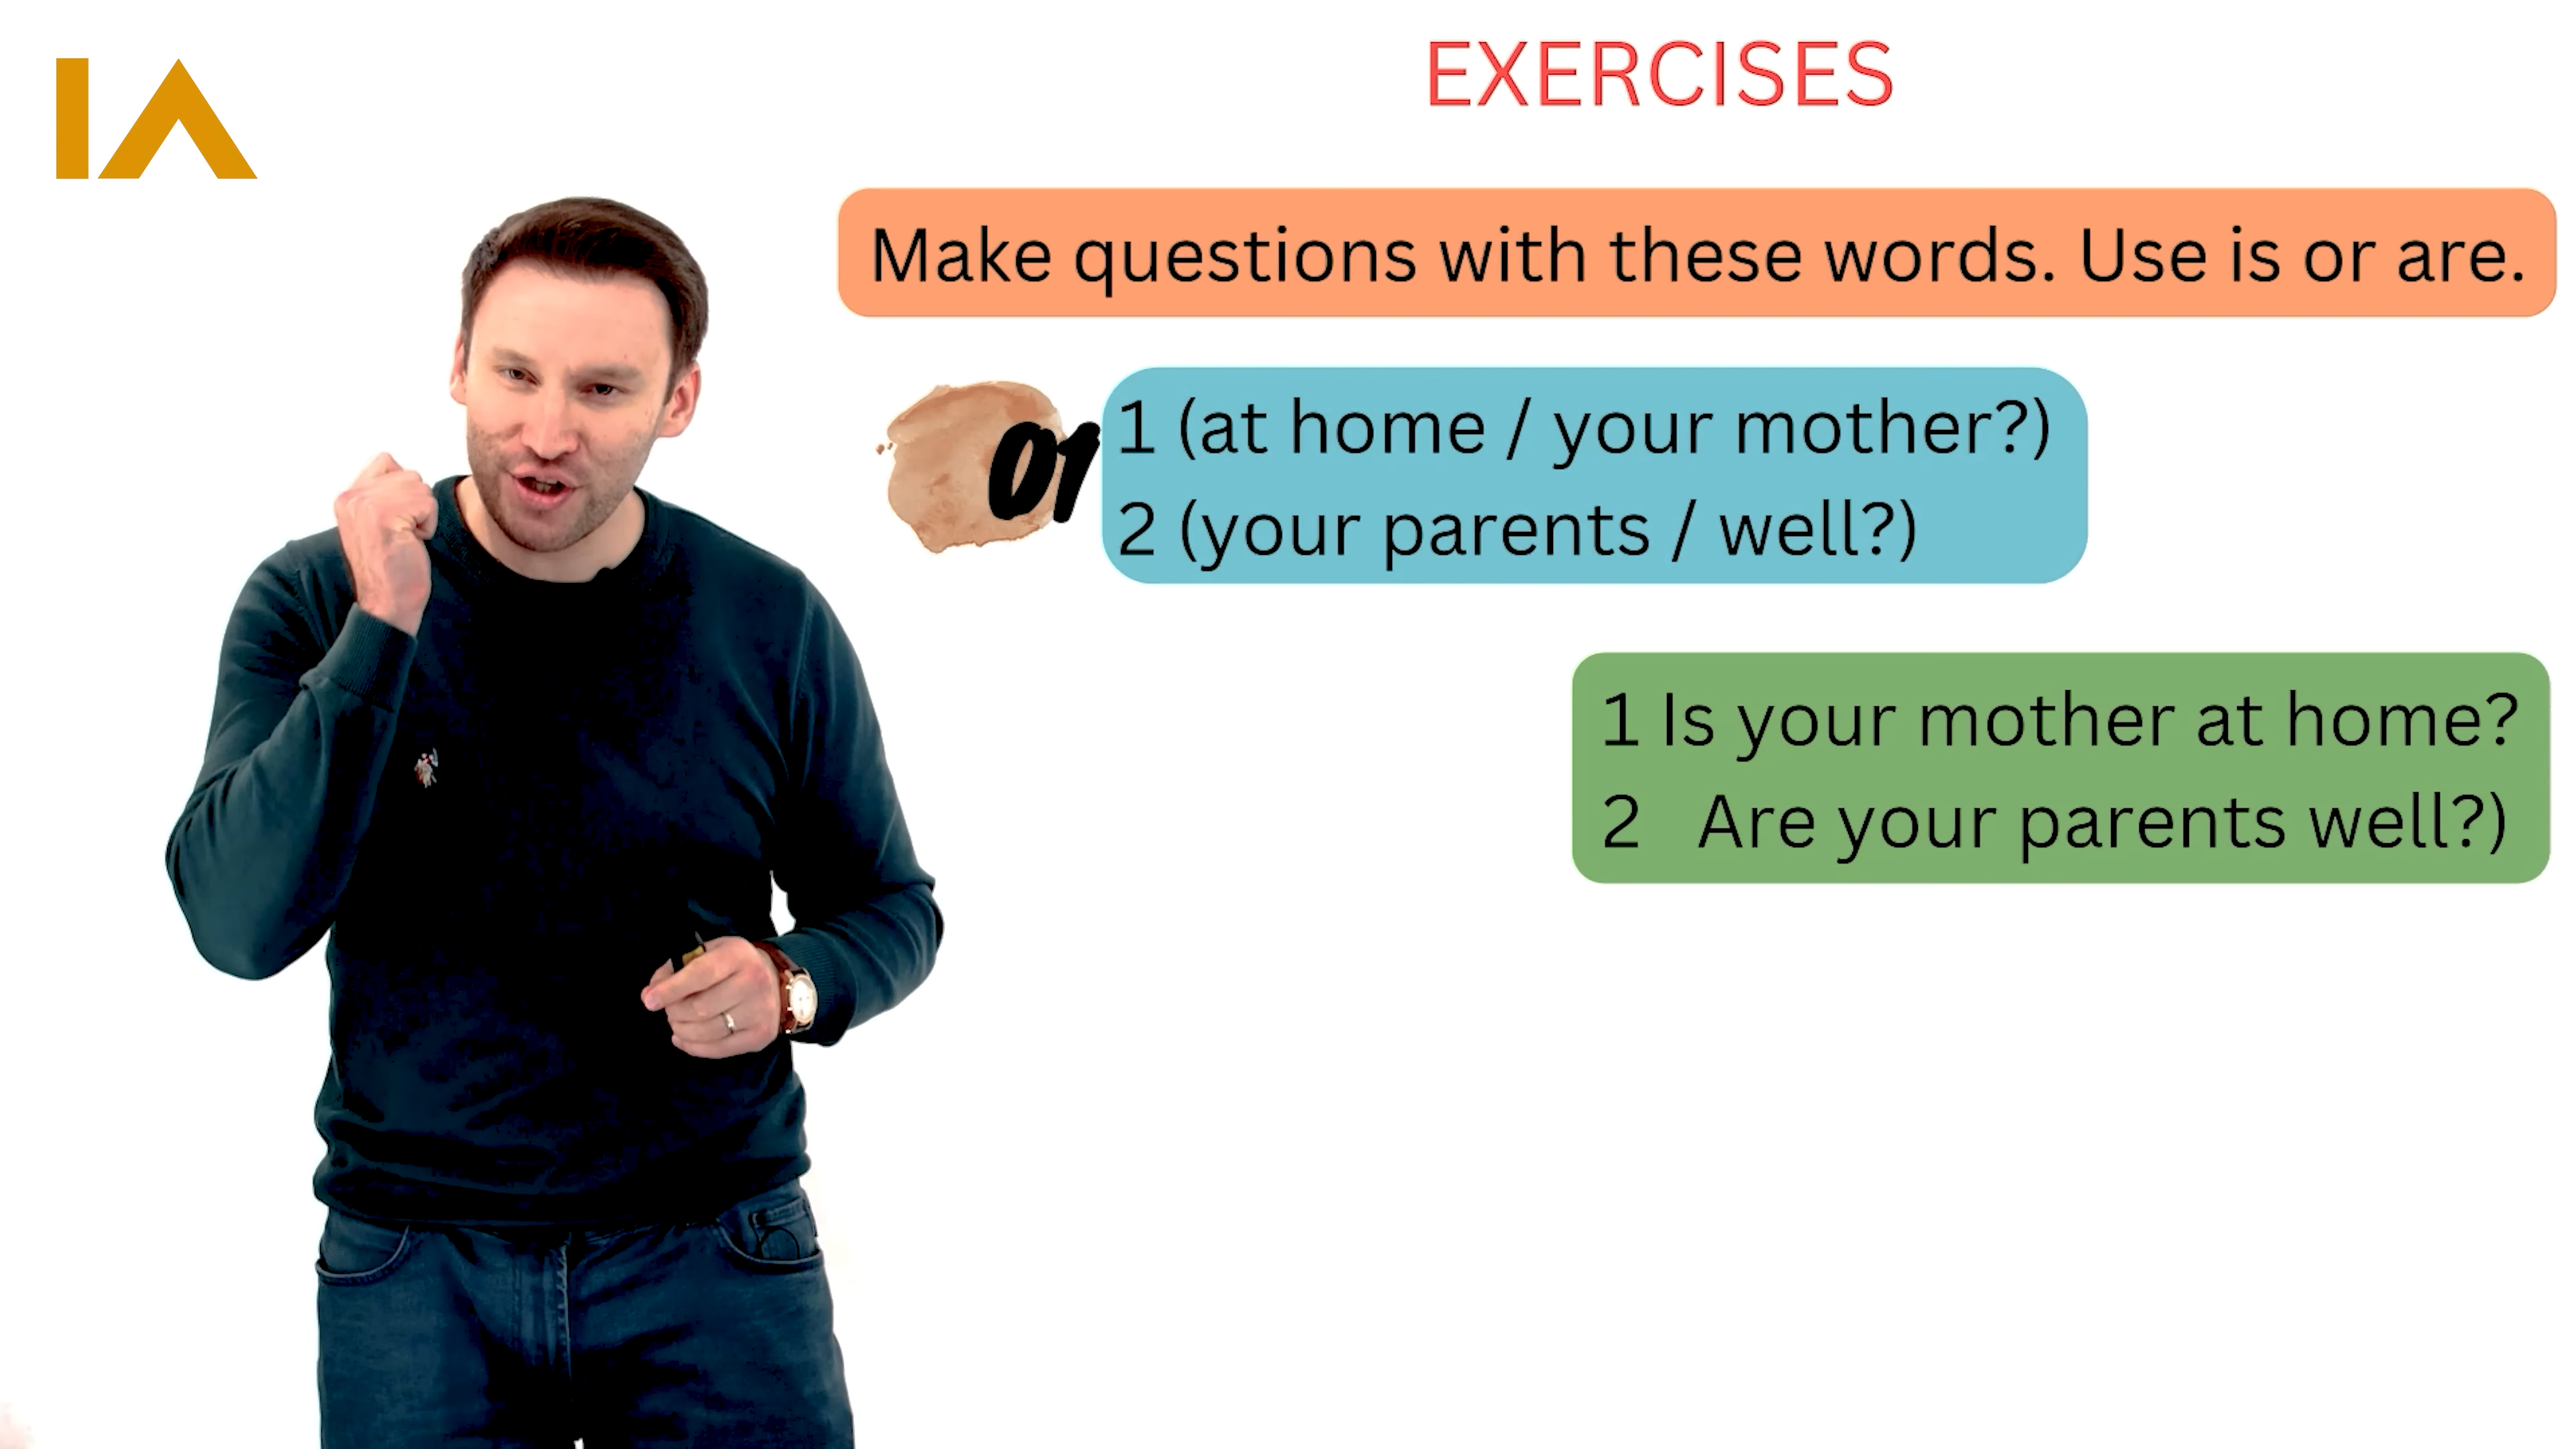 IA
EXERCISES
Make questions with these words. Use is or are.
01
1 (at home / your mother?)
2 (your parents / well?)
1 Is your mother at home?
2 Are your parents well?)